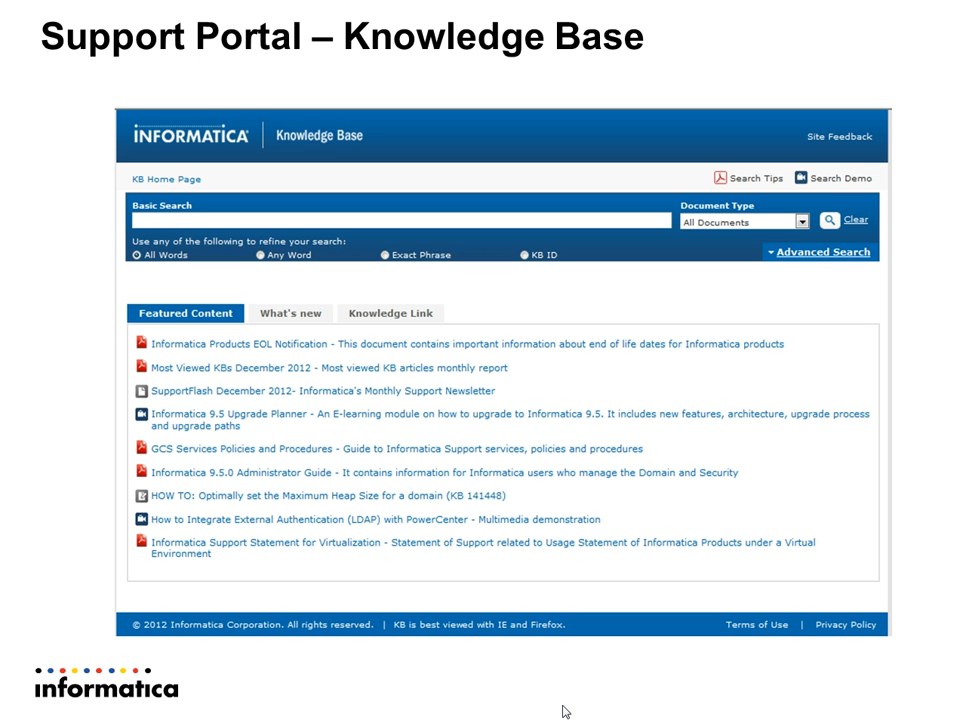 Support Portal – Knowledge Base
INFORMATICA Knowledge Base
Site Feedback
KB Home Page
Search Tips
Search Demo
Basic Search
Document Type
All Documents
Clear
Use any of the following to refine your search:
All Words
Any Word
Exact Phrase
KB ID
Advanced Search
Featured Content
What's new
Knowledge Link
Informatica Products EOL Notification - This document contains important information about end of life dates for Informatica products
Most Viewed KBs December 2012 - Most viewed KB articles monthly report
SupportFlash December 2012- Informatica's Monthly Support Newsletter
Informatica 9.5 Upgrade Planner - An E-learning module on how to upgrade to Informatica 9.5. It includes new features, architecture, upgrade process
and upgrade paths
GCS Services Policies and Procedures - Guide to Informatica Support services, policies and procedures
Informatica 9.5.0 Administrator Guide - It contains information for Informatica users who manage the Domain and Security
HOW TO: Optimally set the Maximum Heap Size for a domain (KB 141448)
How to Integrate External Authentication (LDAP) with PowerCenter - Multimedia demonstration
Informatica Support Statement for Virtualization - Statement of Support related to Usage Statement of Informatica Products under a Virtual
Environment
© 2012 Informatica Corporation. All rights reserved. | KB is best viewed with IE and Firefox.
Terms of Use | Privacy Policy
informatica